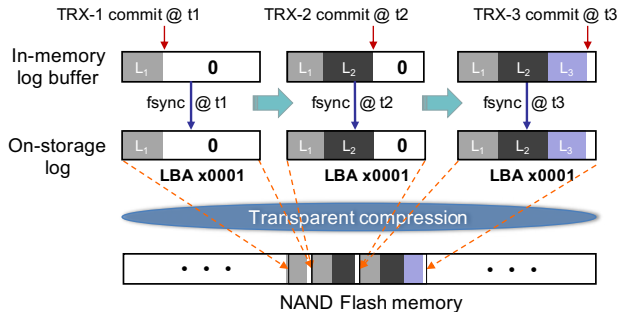 TRX-1 commit @ t1 TRX-2 commit @ t2 TRX-3 commit @ t3
In-memory log buffer
L1 0 L1 L2 0 L1 L2 L3
fsync @ t1 fsync @ t2 fsync @ t3
On-storage log
L1 0 L1 L2 0 L1 L2 L3
LBA x0001 LBA x0001 LBA x0001
Transparent compression
• • • • • •
NAND Flash memory